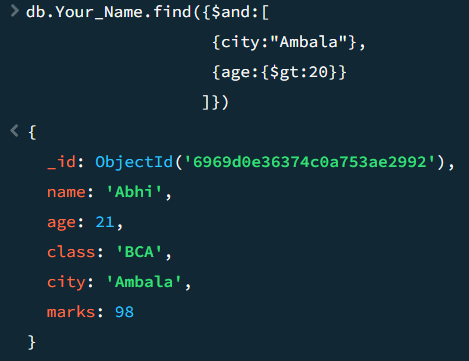 > db.Your_Name.find({$and:[
{city:"Ambala"},
{age:{$gt:20}}
]})
< {
_id: ObjectId('6969d0e36374c0a753ae2992'),
name: 'Abhi',
age: 21,
class: 'BCA',
city: 'Ambala',
marks: 98
}